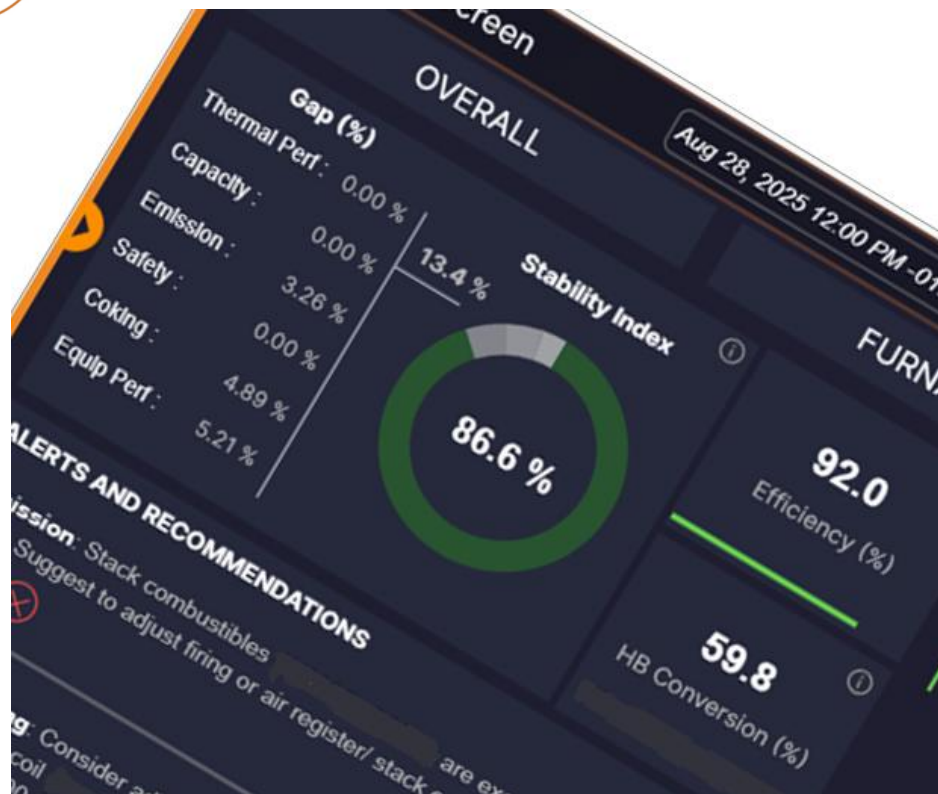 creen
OVERALL
Aug 28, 2025 12:00 PM -01
Gap (%)
Thermal Perf : 0.00 %
Capacity : 0.00 %
Emission : 3.26 %
Safety : 0.00 %
Coking : 4.89 %
Equip Perf : 5.21 %
13.4 %
Stability Index
86.6 %
FURNA
92.0
Efficiency (%)
59.8
HB Conversion (%)
ALERTS AND RECOMMENDATIONS
ission: Stack combustibles are ex
Suggest to adjust firing or air register/ stack
g: Consider
coil